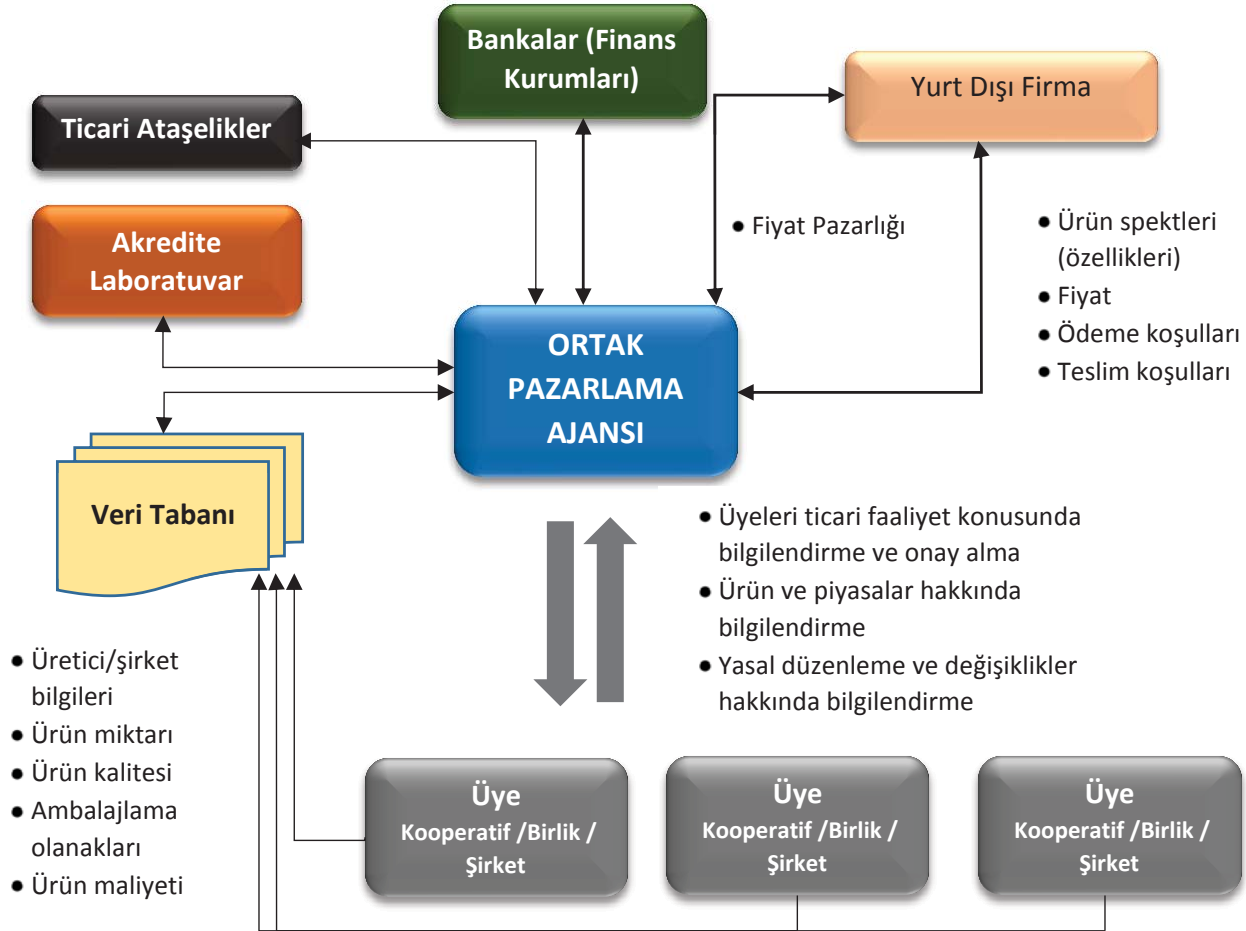 Bankalar (Finans
Kurumları)
Yurt Dışı Firma
Ticari Ataşelikler
Akredite
Laboratuvar
● Fiyat Pazarlığı
● Ürün spektleri
(özellikleri)
● Fiyat
● Ödeme koşulları
● Teslim koşulları
ORTAK
PAZARLAMA
AJANSI
Veri Tabanı
● Üyeleri ticari faaliyet konusunda
bilgilendirme ve onay alma
● Ürün ve piyasalar hakkında
bilgilendirme
● Yasal düzenleme ve değişiklikler
hakkında bilgilendirme
● Üretici/şirket
bilgileri
● Ürün miktarı
● Ürün kalitesi
● Ambalajlama
olanakları
● Ürün maliyeti
Üye
Kooperatif /Birlik /
Şirket
Üye
Kooperatif /Birlik /
Şirket
Üye
Kooperatif /Birlik /
Şirket